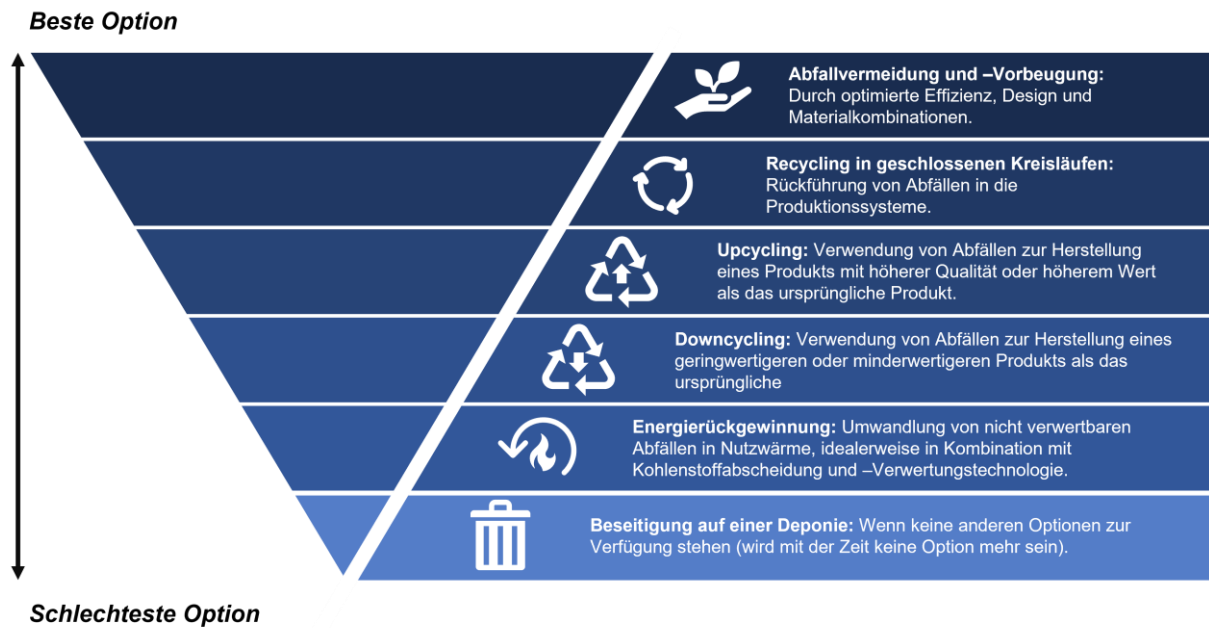 Beste Option
Abfallvermeidung und –Vorbeugung:
Durch optimierte Effizienz, Design und
Materialkombinationen.
Recycling in geschlossenen Kreisläufen:
Rückführung von Abfällen in die
Produktionssysteme.
Upcycling: Verwendung von Abfällen zur Herstellung
eines Produkts mit höherer Qualität oder höherem Wert
als das ursprüngliche Produkt.
Downcycling: Verwendung von Abfällen zur Herstellung eines
geringwertigeren oder minderwertigeren Produkts als das
ursprüngliche
Energierückgewinnung: Umwandlung von nicht verwertbaren
Abfällen in Nutzwärme, idealerweise in Kombination mit
Kohlenstoffabscheidung und –Verwertungstechnologie.
Beseitigung auf einer Deponie: Wenn keine anderen Optionen zur
Verfügung stehen (wird mit der Zeit keine Option mehr sein).
Schlechteste Option